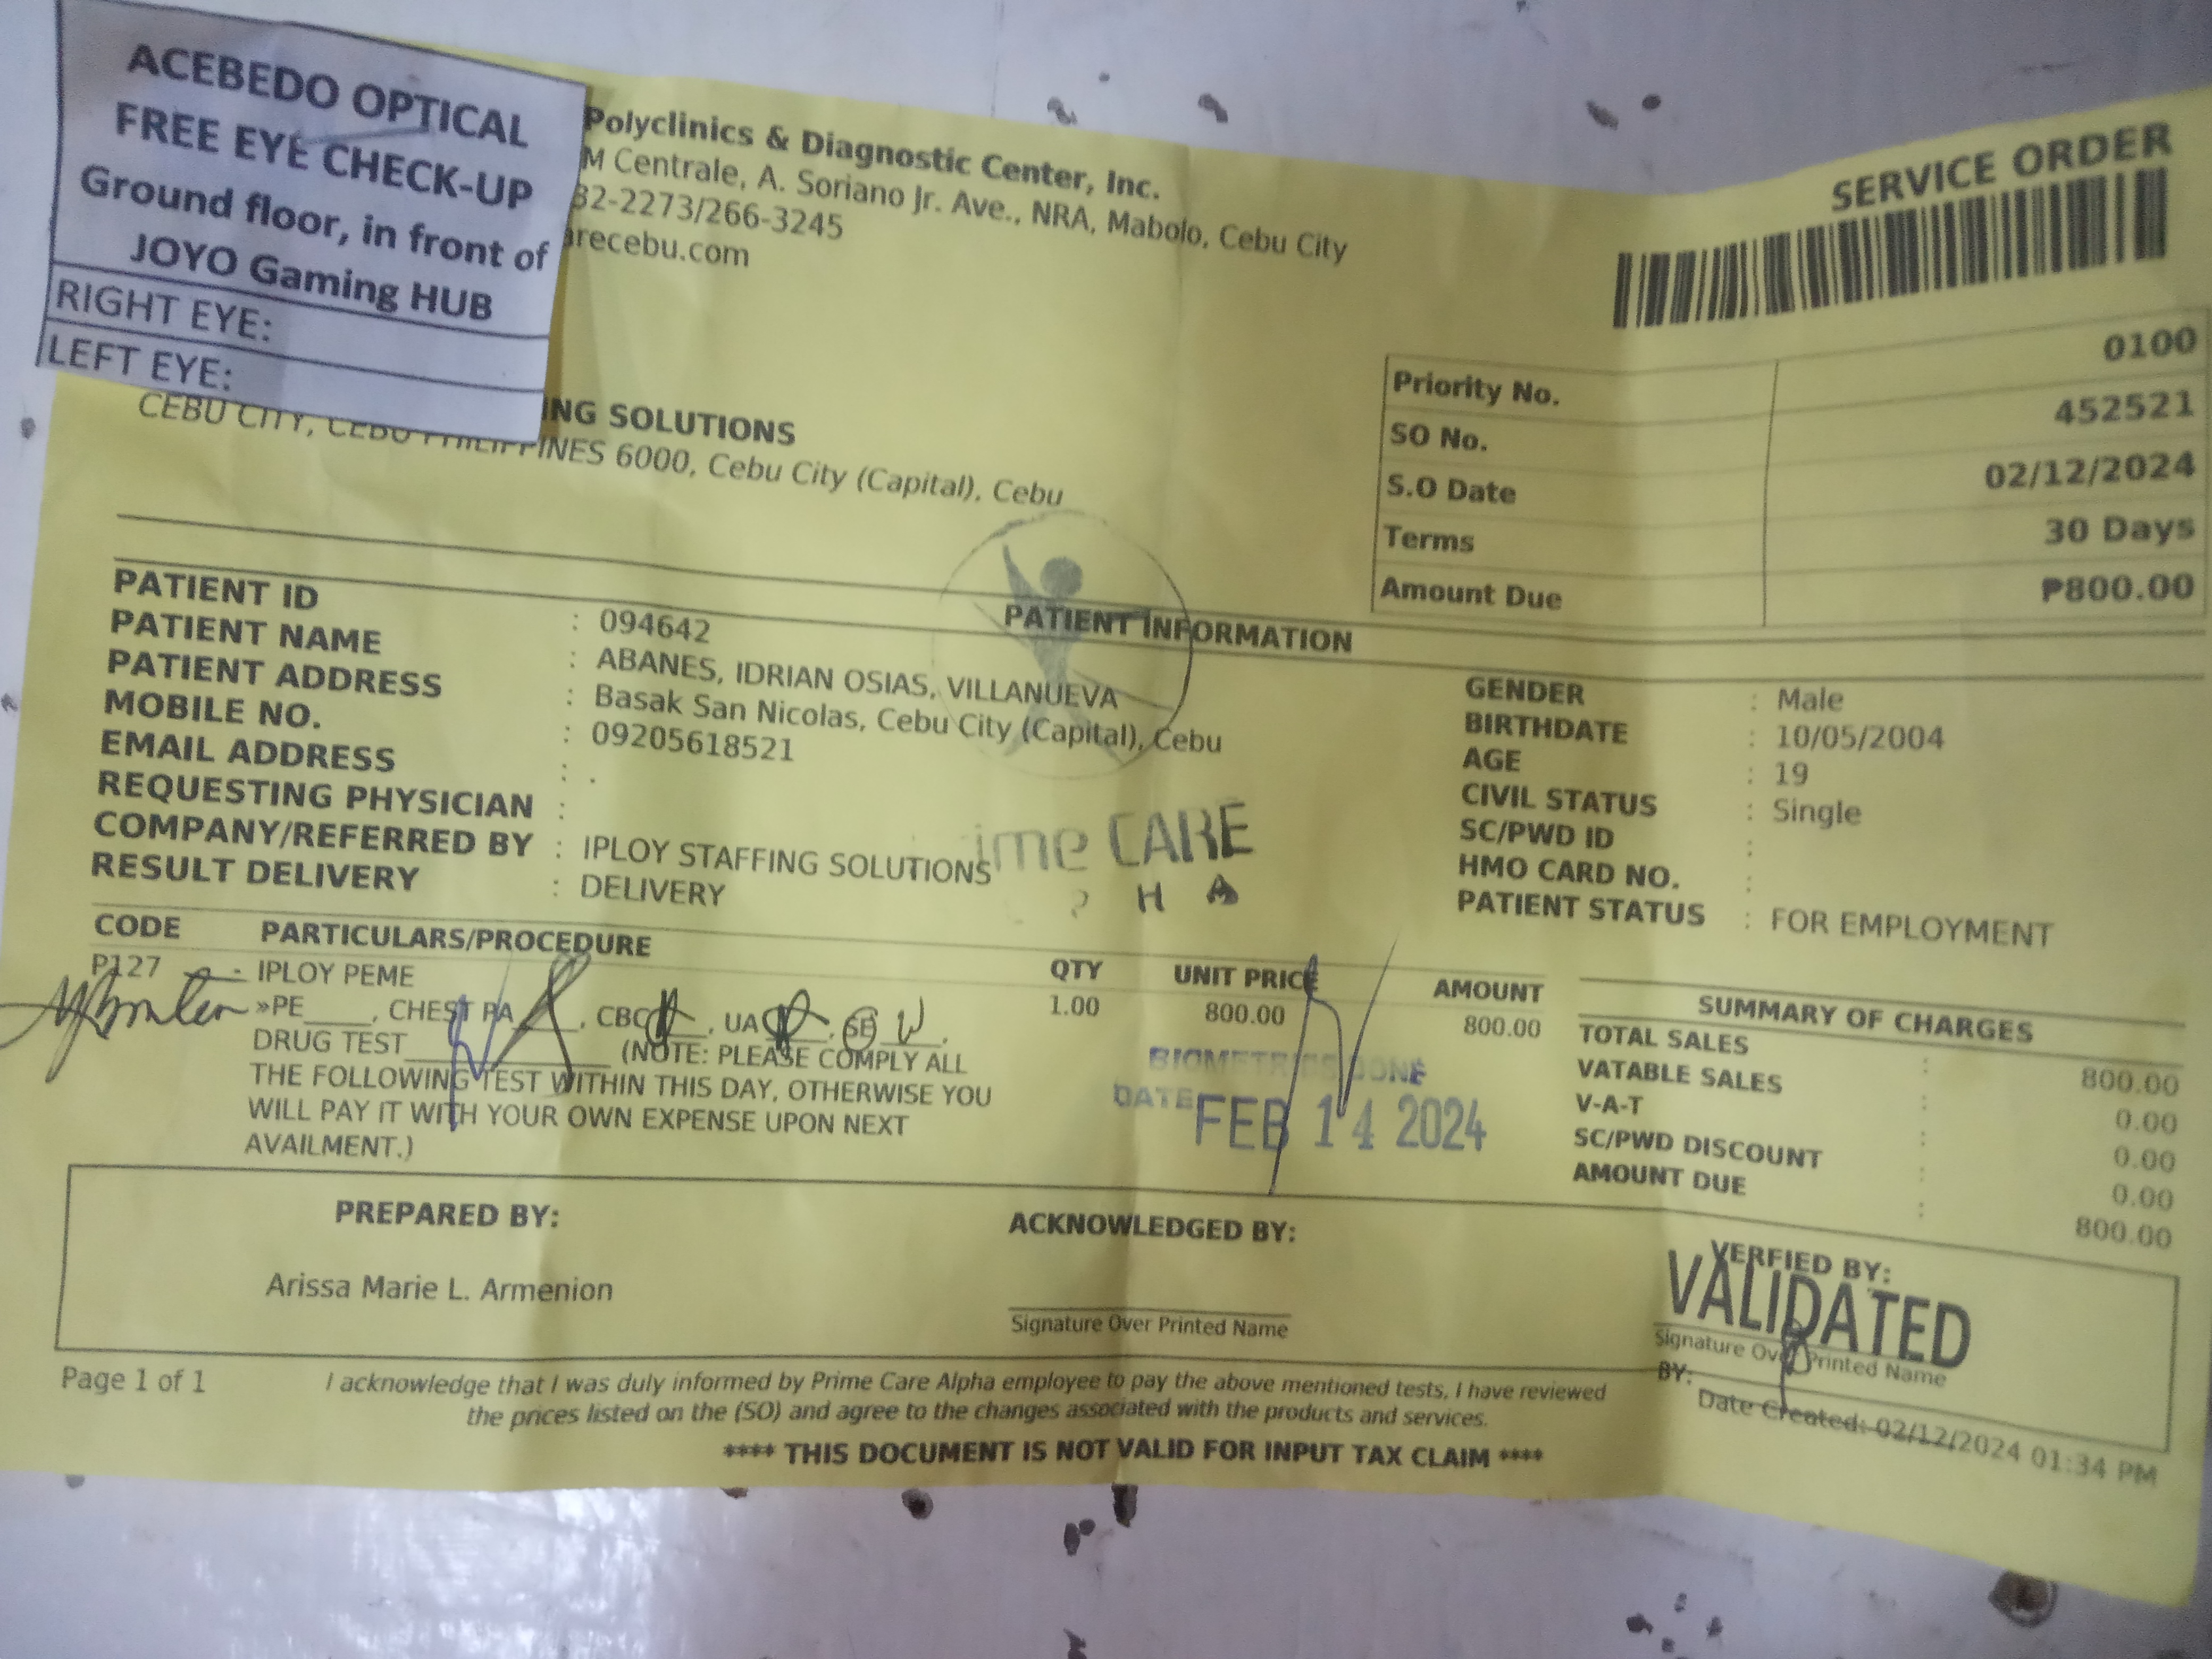 ACEBEDO OPTICAL
FREE EYE CHECK-UP
Ground floor, in front of
JOYO Gaming HUB
RIGHT EYE:
LEFT EYE:
Polyclinics & Diagnostic Center, Inc.
M Centrale, A. Soriano Jr. Ave., NRA, Mabolo, Cebu City
32-2273/266-3245
arecebu.com
SERVICE ORDER
Priority No. 0100
SO No. 452521
S.O Date 02/12/2024
Terms 30 Days
Amount Due ₱800.00
ING SOLUTIONS
CEBU CITY, CEBU PHILIPPINES 6000, Cebu City (Capital), Cebu
PATIENT INFORMATION
PATIENT ID : 094642
PATIENT NAME : ABANES, IDRIAN OSIAS, VILLANUEVA
PATIENT ADDRESS : Basak San Nicolas, Cebu City (Capital), Cebu
MOBILE NO. : 09205618521
EMAIL ADDRESS : .
REQUESTING PHYSICIAN :
COMPANY/REFERRED BY : IPLOY STAFFING SOLUTIONS
RESULT DELIVERY : DELIVERY
GENDER : Male
BIRTHDATE : 10/05/2004
AGE : 19
CIVIL STATUS : Single
SC/PWD ID :
HMO CARD NO. :
PATIENT STATUS : FOR EMPLOYMENT
ime CARE
P H A
CODE PARTICULARS/PROCEDURE QTY UNIT PRICE AMOUNT
P127 - IPLOY PEME 1.00 800.00 800.00
»PE____, CHEST PA____, CBC____, UA____, SE____,
DRUG TEST____________ (NOTE: PLEASE COMPLY ALL
THE FOLLOWING TEST WITHIN THIS DAY, OTHERWISE YOU
WILL PAY IT WITH YOUR OWN EXPENSE UPON NEXT
AVAILMENT.)
BIOMETRICS DONE
DATE FEB 14 2024
SUMMARY OF CHARGES
TOTAL SALES : 800.00
VATABLE SALES : 0.00
V-A-T : 0.00
SC/PWD DISCOUNT : 0.00
AMOUNT DUE : 800.00
PREPARED BY:
Arissa Marie L. Armenion
ACKNOWLEDGED BY:
Signature Over Printed Name
VERFIED BY:
VALIDATED
Signature Over Printed Name
BY:
Date Created: 02/12/2024 01:34 PM
Page 1 of 1
I acknowledge that I was duly informed by Prime Care Alpha employee to pay the above mentioned tests, I have reviewed
the prices listed on the (SO) and agree to the changes associated with the products and services.
**** THIS DOCUMENT IS NOT VALID FOR INPUT TAX CLAIM ****